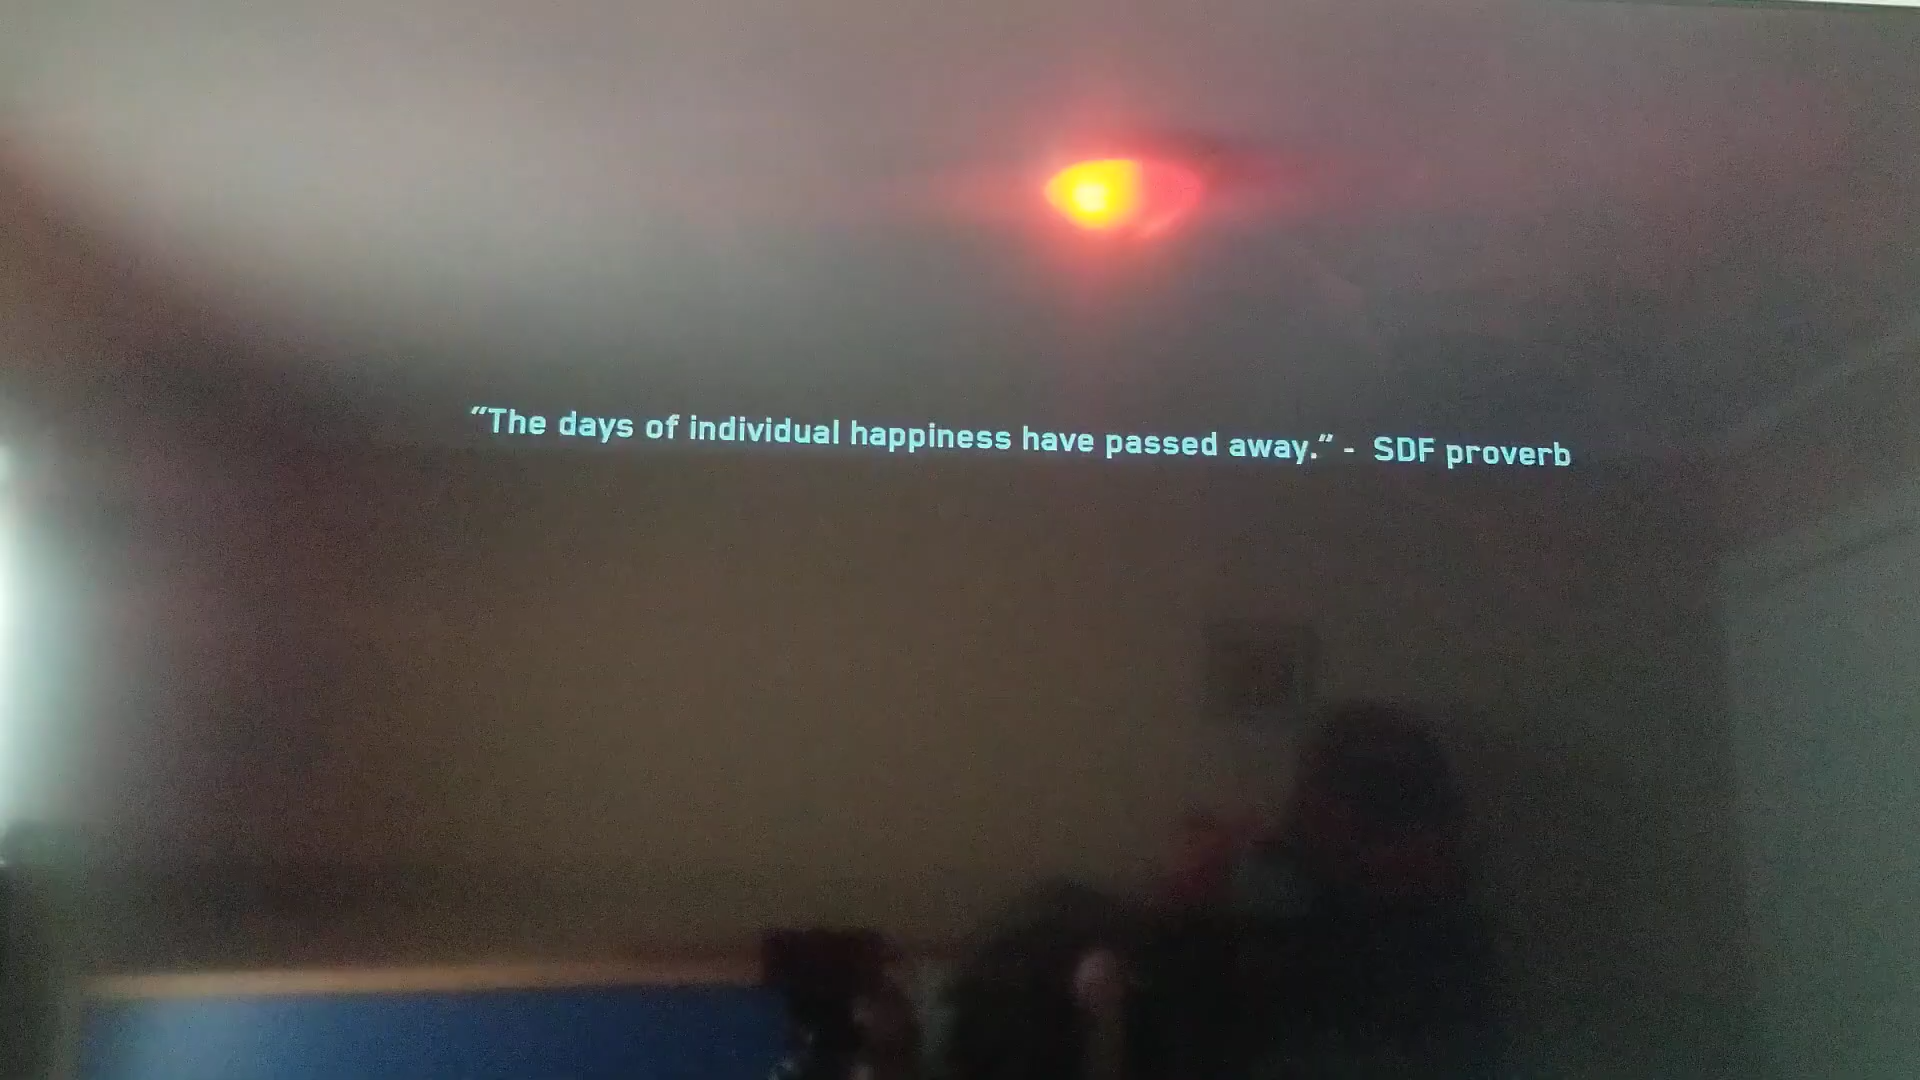 “The days of individual happiness have passed away.” - SDF proverb